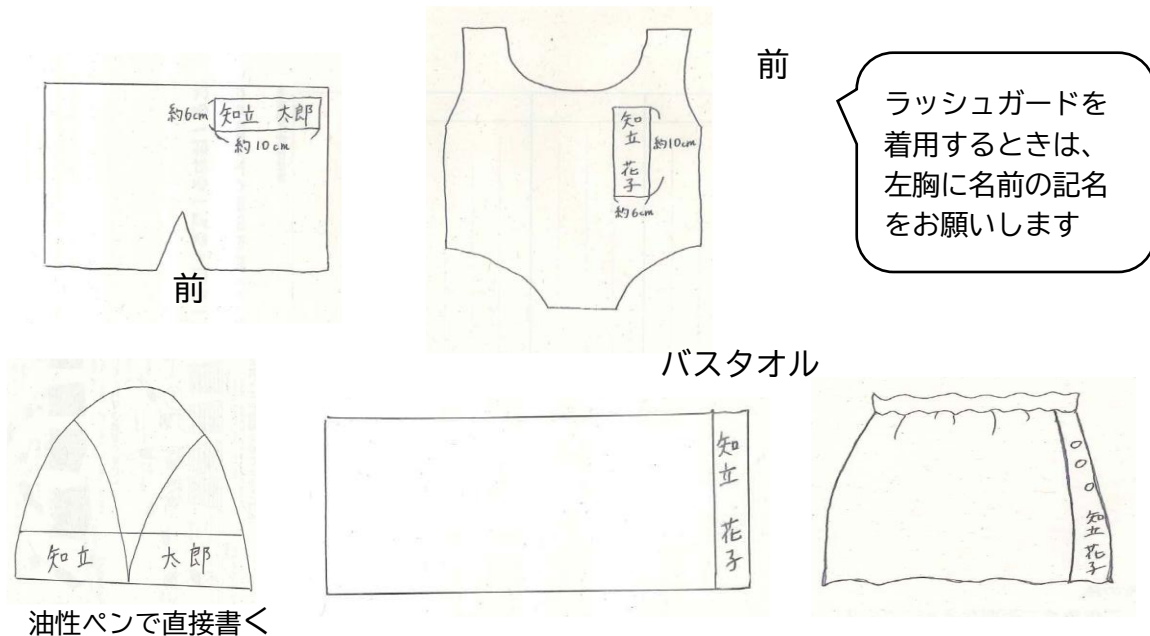 約6cm
知立 太郎
約10cm
前
知立 花子
約10cm
約6cm
前
ラッシュガードを
着用するときは、
左胸に名前の記名
をお願いします
知立 太郎
油性ペンで直接書く
バスタオル
知立 花子
知立 花子